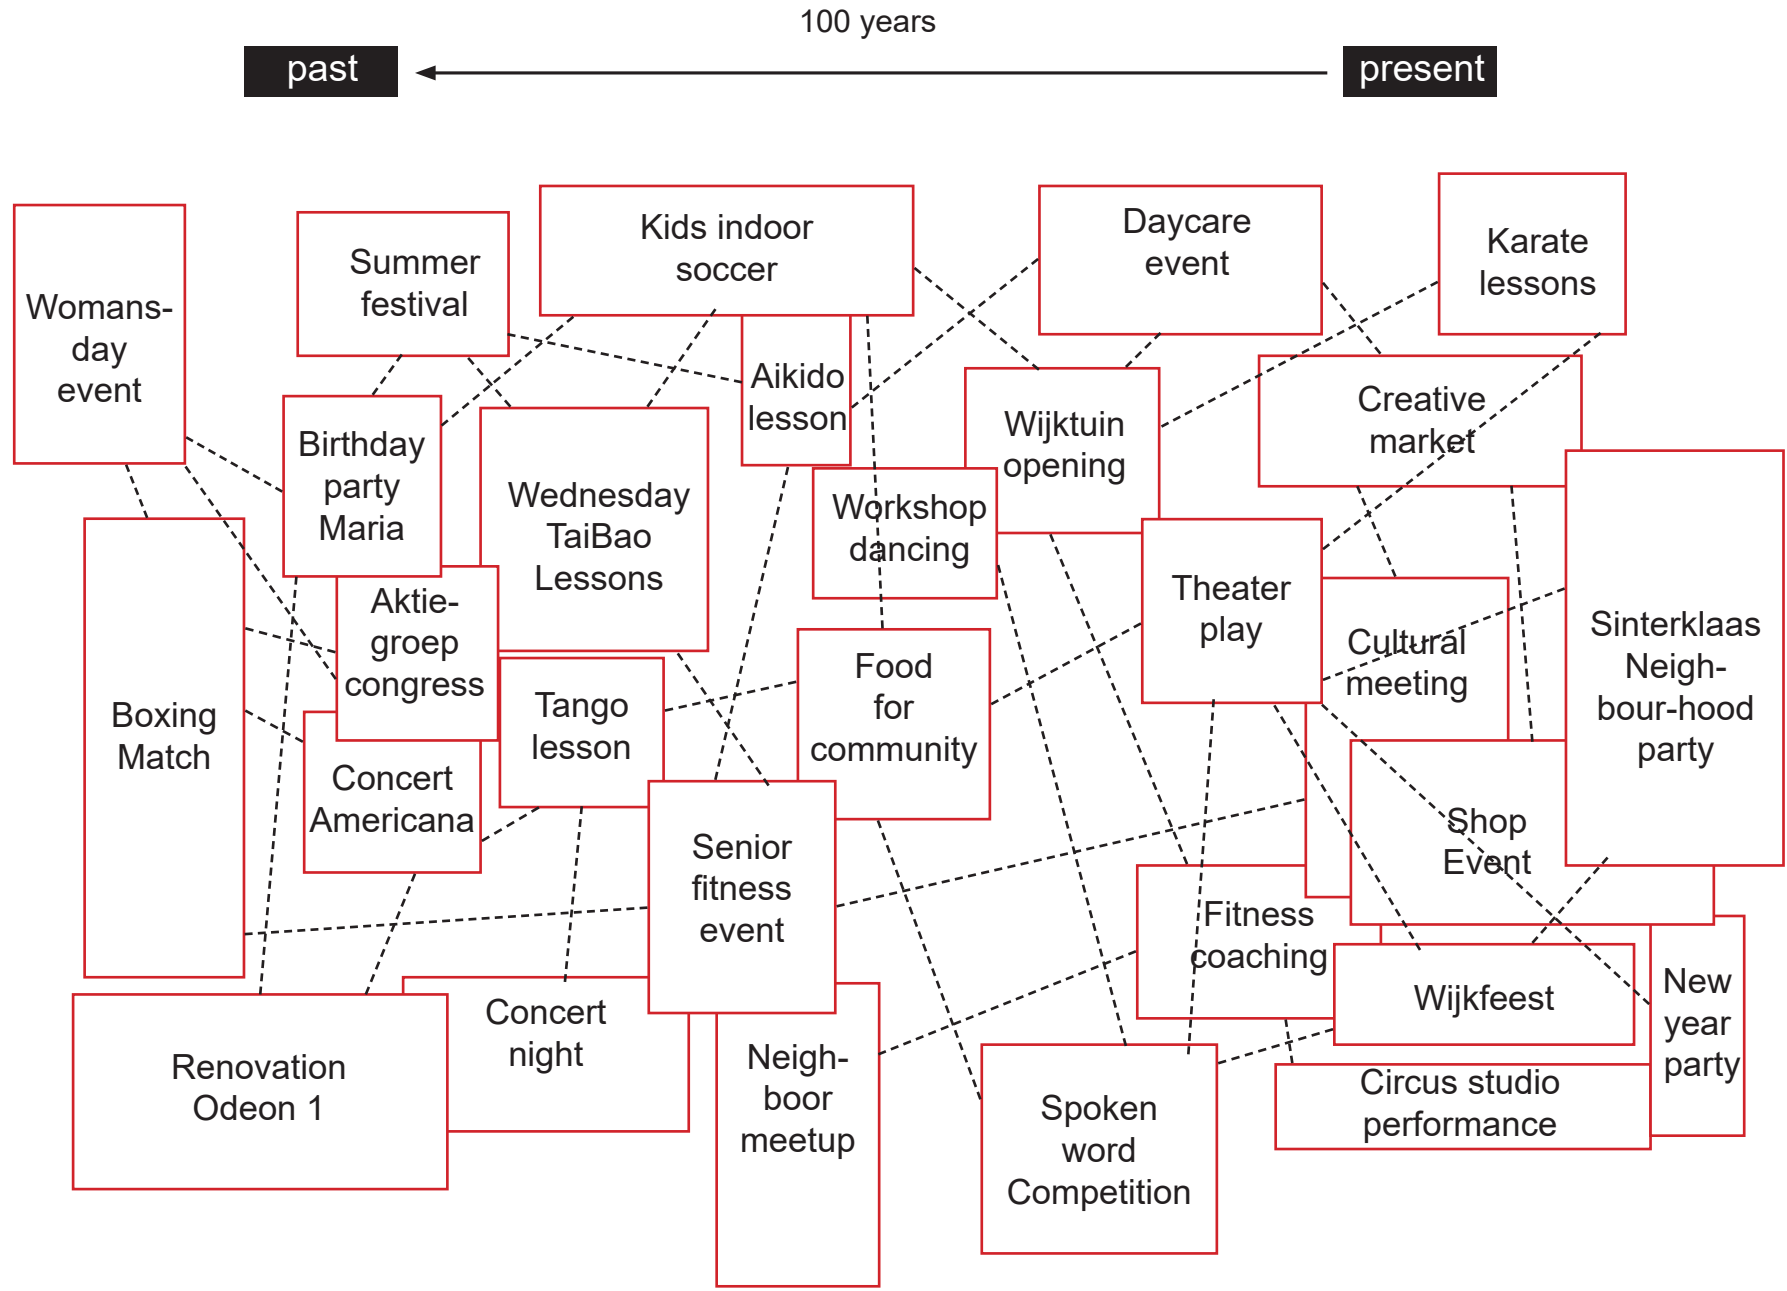 100 years
past
present
Womans-
day
event
Summer
festival
Kids indoor
soccer
Daycare
event
Karate
lessons
Aikido
lesson
Creative
market
Wijktuin
opening
Birthday
party
Maria
Wednesday
TaiBao
Lessons
Workshop
dancing
Theater
play
Aktie-
groep
congress
Cultural
meeting
Sinterklaas
Neigh-
bour-hood
party
Boxing
Match
Tango
lesson
Food
for
community
Concert
Americana
Senior
fitness
event
Shop
Event
Fitness
coaching
Wijkfeest
New
year
party
Concert
night
Renovation
Odeon 1
Neigh-
boor
meetup
Spoken
word
Competition
Circus studio
performance